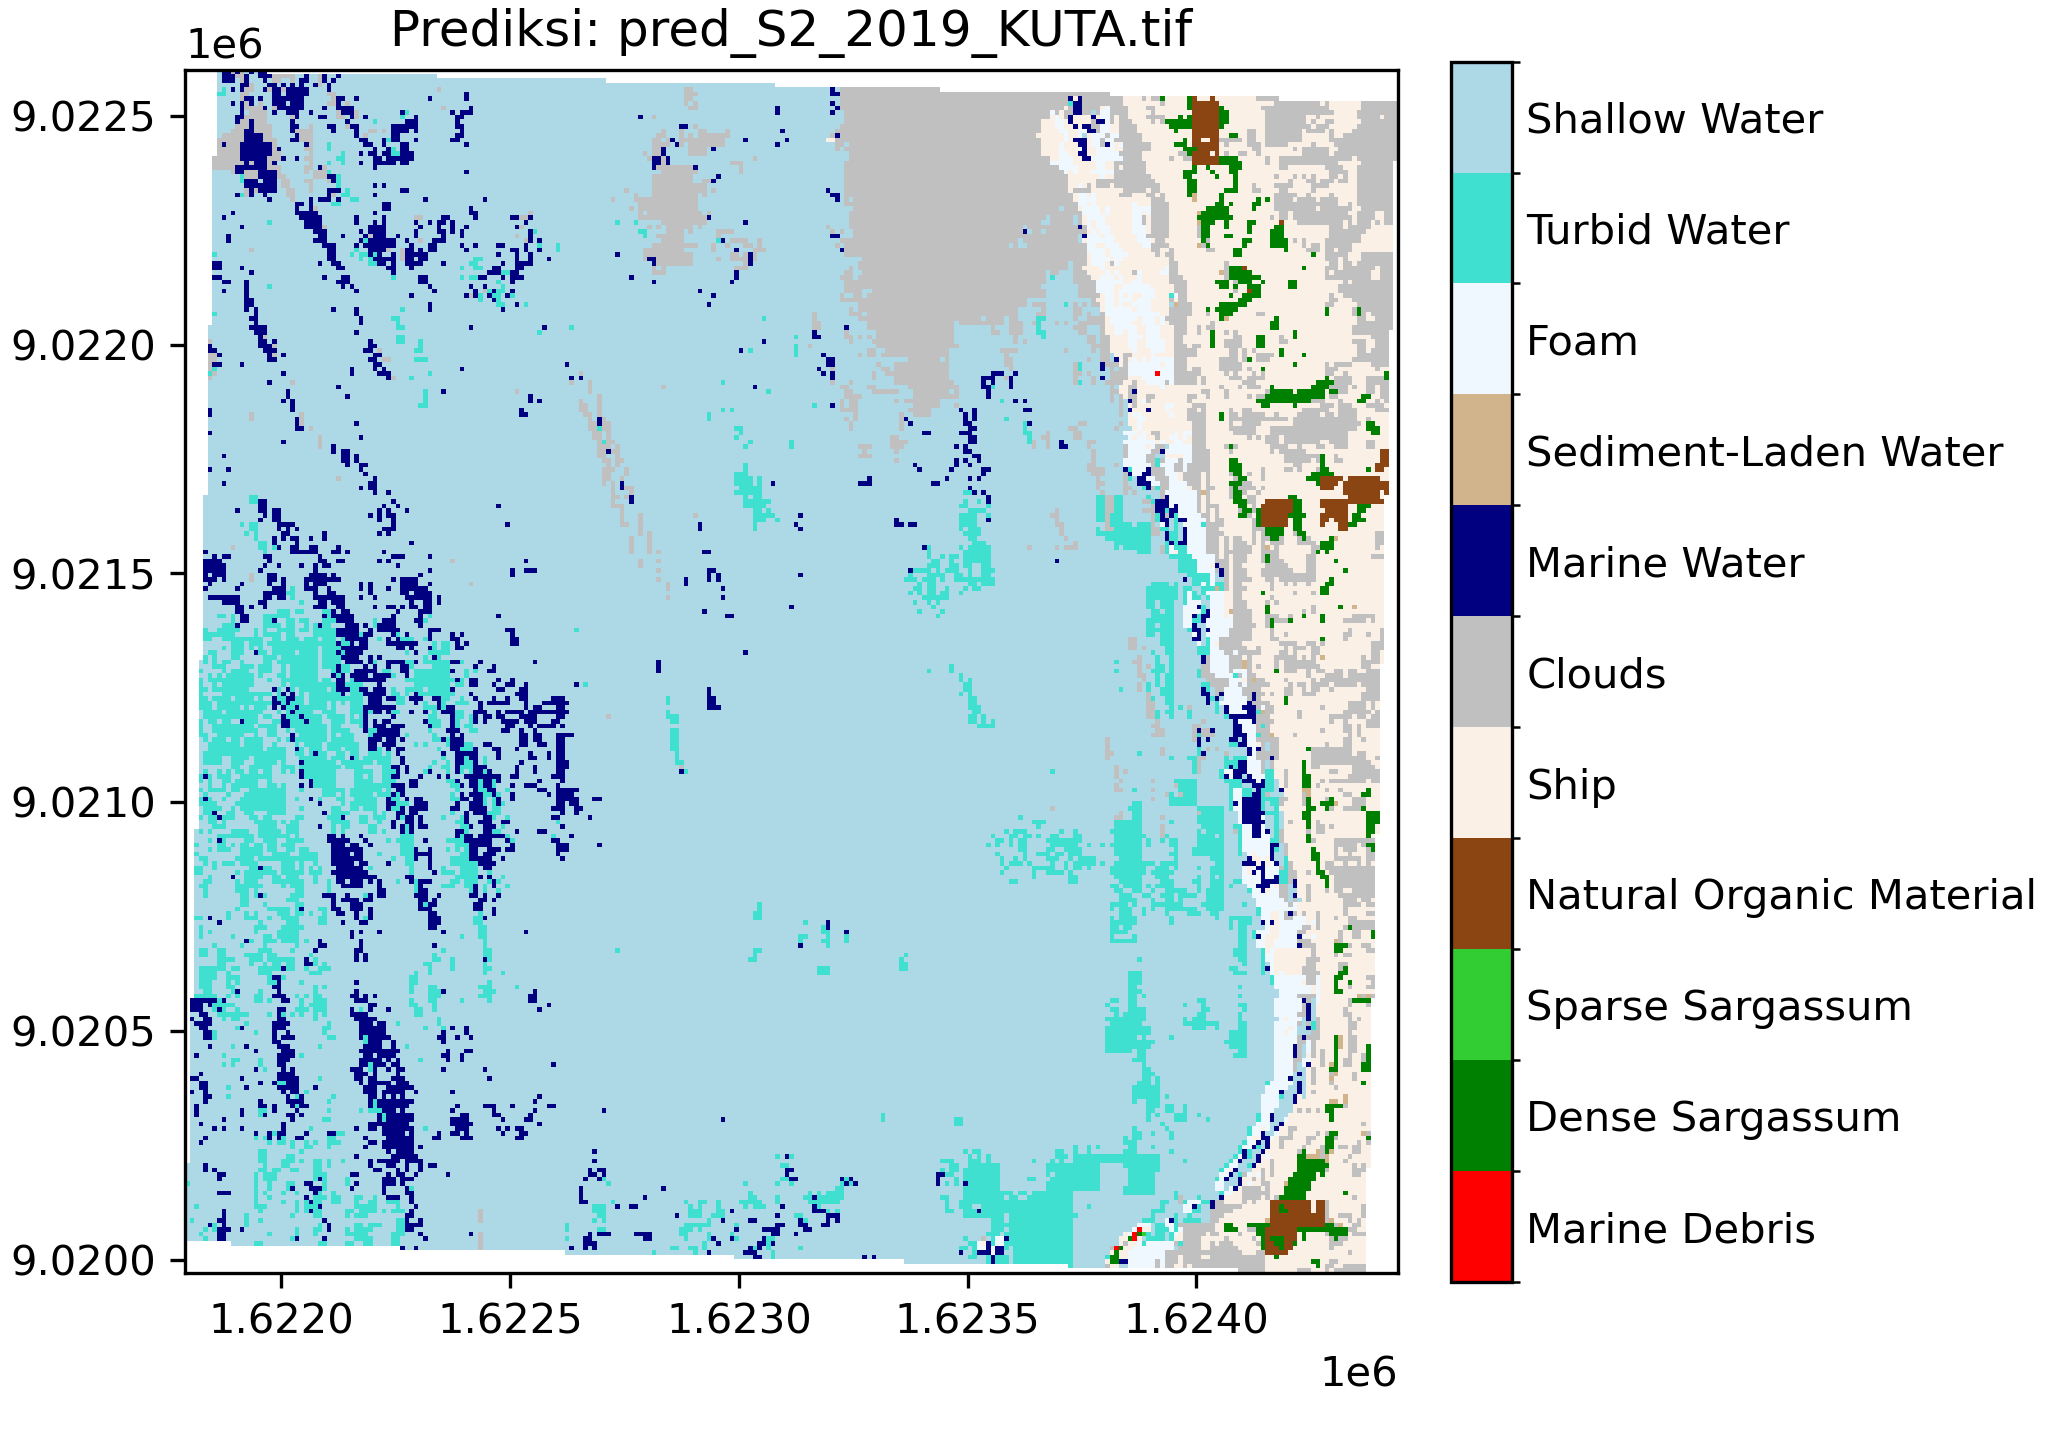 Prediksi: pred_S2_2019_KUTA.tif
1e6
9.0225
9.0220
9.0215
9.0210
9.0205
9.0200
1.6220 1.6225 1.6230 1.6235 1.6240
1e6
Shallow Water
Turbid Water
Foam
Sediment-Laden Water
Marine Water
Clouds
Ship
Natural Organic Material
Sparse Sargassum
Dense Sargassum
Marine Debris